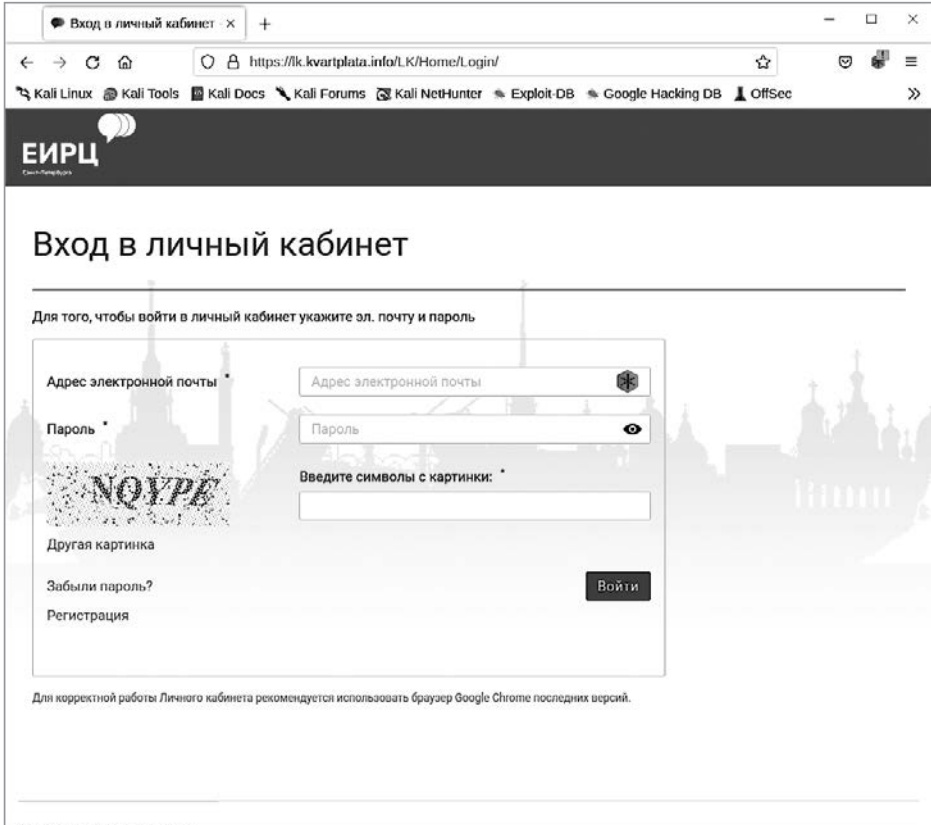 Вход в личный кабинет
https://lk.kvartplata.info/LK/Home/Login/
Kali Linux Kali Tools Kali Docs Kali Forums Kali NetHunter Exploit-DB Google Hacking DB OffSec
ЕИРЦ
Санкт-Петербурга
Вход в личный кабинет
Для того, чтобы войти в личный кабинет укажите эл. почту и пароль
Адрес электронной почты * Адрес электронной почты
Пароль * Пароль
NQYPE Введите символы с картинки: *
Другая картинка
Забыли пароль? Войти
Регистрация
Для корректной работы Личного кабинета рекомендуется использовать браузер Google Chrome последних версий.